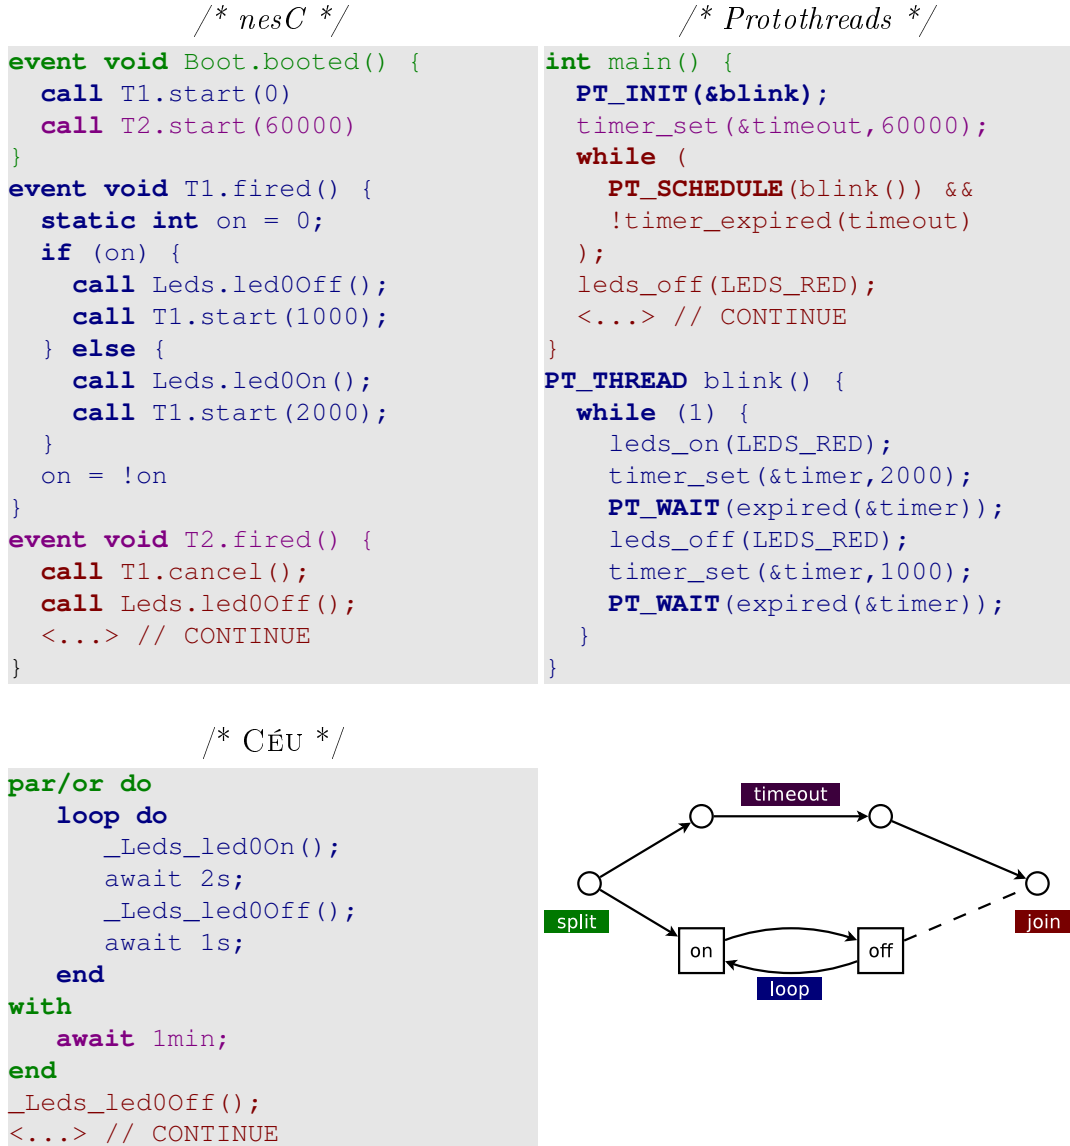 /* nesC */
event void Boot.booted() {
  call T1.start(0)
  call T2.start(60000)
}
event void T1.fired() {
  static int on = 0;
  if (on) {
    call Leds.led0Off();
    call T1.start(1000);
  } else {
    call Leds.led0On();
    call T1.start(2000);
  }
  on = !on
}
event void T2.fired() {
  call T1.cancel();
  call Leds.led0Off();
  <...> // CONTINUE
}
/* Protothreads */
int main() {
  PT_INIT(&blink);
  timer_set(&timeout,60000);
  while (
    PT_SCHEDULE(blink()) &&
    !timer_expired(timeout)
  );
  leds_off(LEDS_RED);
  <...> // CONTINUE
}
PT_THREAD blink() {
  while (1) {
    leds_on(LEDS_RED);
    timer_set(&timer,2000);
    PT_WAIT(expired(&timer));
    leds_off(LEDS_RED);
    timer_set(&timer,1000);
    PT_WAIT(expired(&timer));
  }
}
/* CÉU */
par/or do
   loop do
      _Leds_led0On();
      await 2s;
      _Leds_led0Off();
      await 1s;
   end
with
   await 1min;
end
_Leds_led0Off();
<...> // CONTINUE
timeout
split
join
on
off
loop